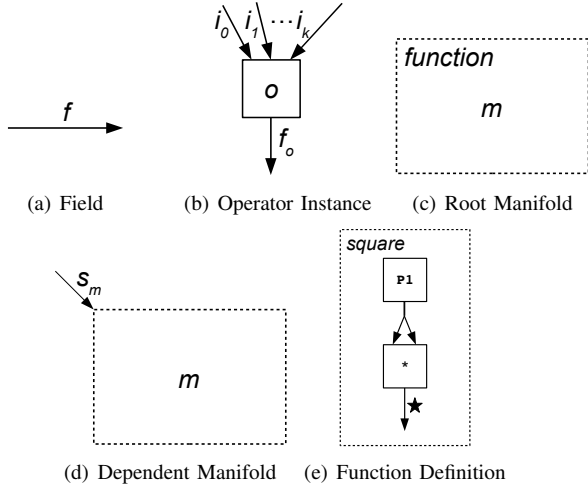 i₀ i₁ ⋯ iₖ
function
o
m
f
fₒ
(a) Field
(b) Operator Instance
(c) Root Manifold
square
sₘ
P1
m
*
★
(d) Dependent Manifold
(e) Function Definition